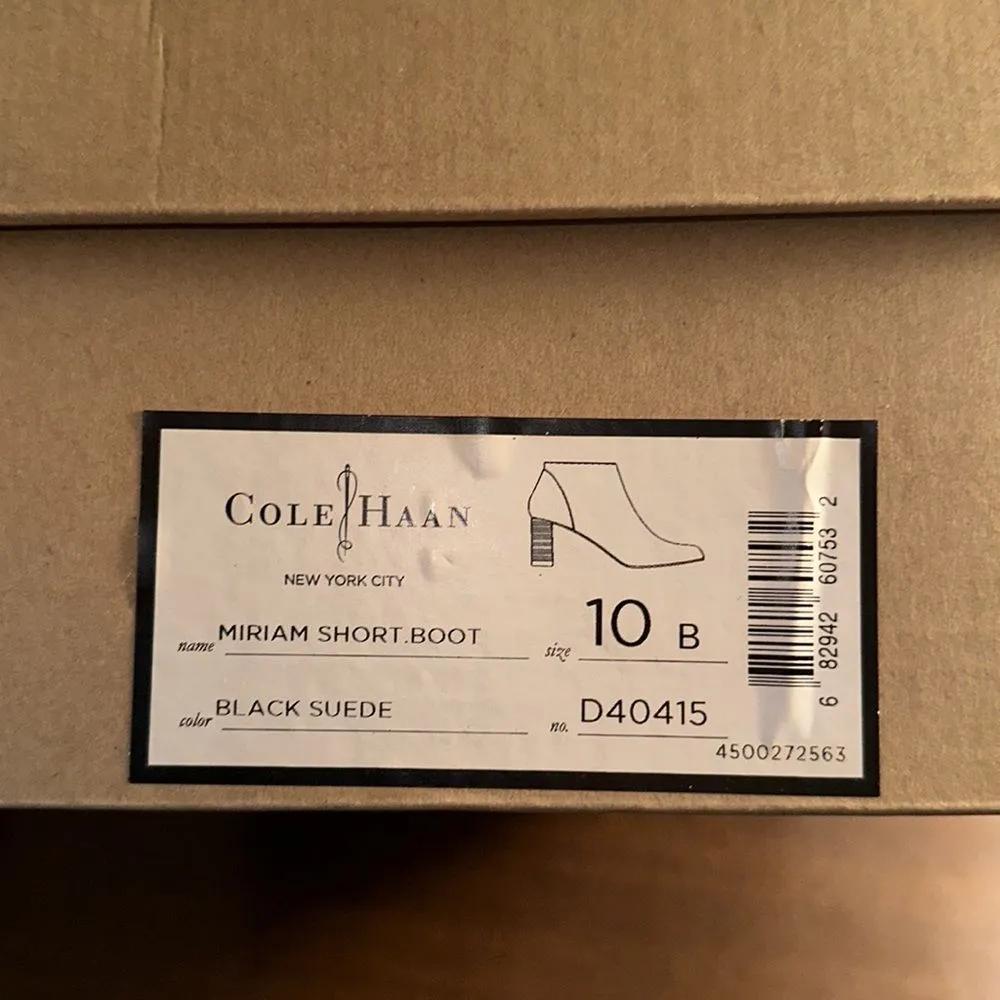 COLE HAAN
NEW YORK CITY
name MIRIAM SHORT.BOOT
size 10 B
color BLACK SUEDE
no. D40415
4500272563
6 82942 60753 2